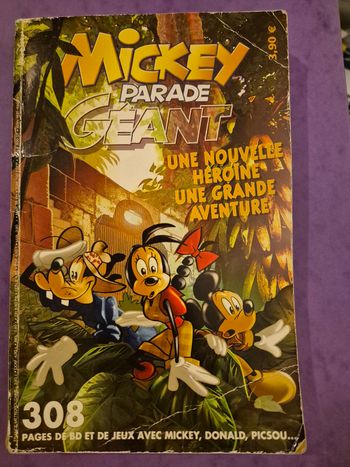 MICKEY
PARADE
GÉANT
3,90 €
UNE NOUVELLE
HÉROÏNE
UNE GRANDE
AVENTURE
308
PAGES DE BD ET DE JEUX AVEC MICKEY, DONALD, PICSOU...